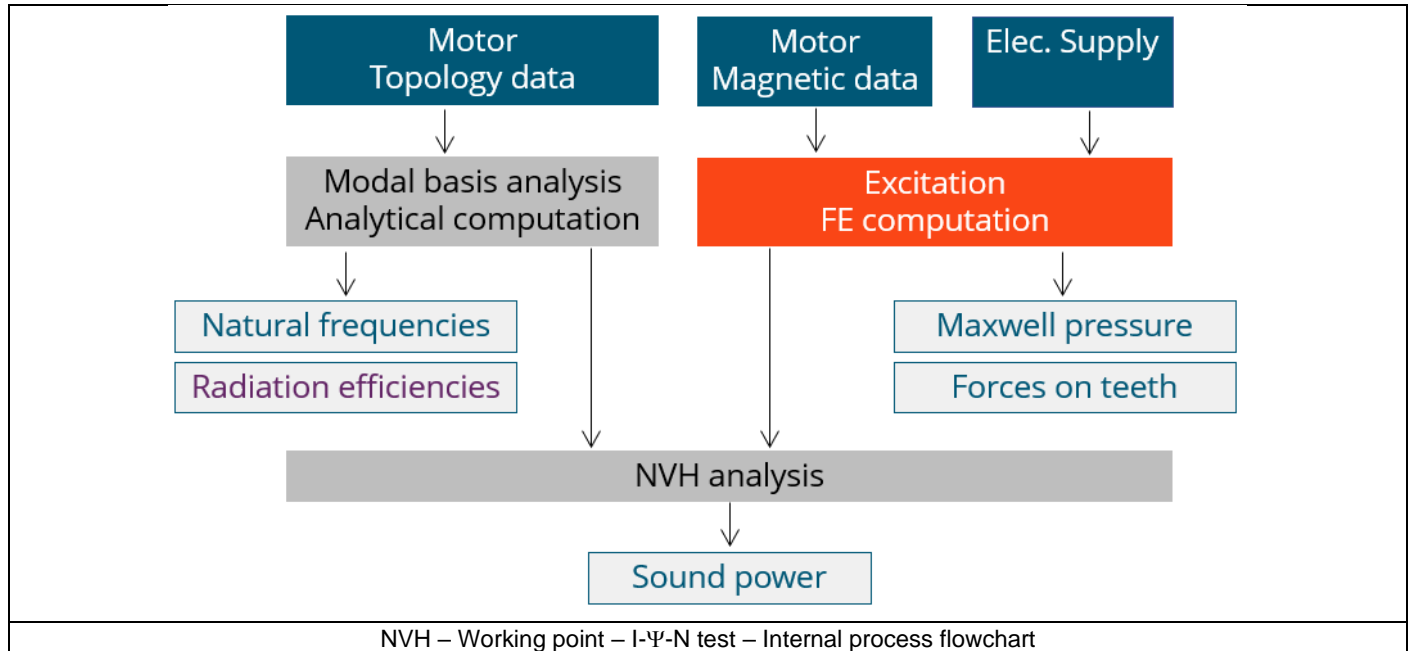 Motor
Topology data
Motor
Magnetic data
Elec. Supply
Modal basis analysis
Analytical computation
Excitation
FE computation
Natural frequencies
Radiation efficiencies
Maxwell pressure
Forces on teeth
NVH analysis
Sound power
NVH – Working point – I-Ψ-N test – Internal process flowchart